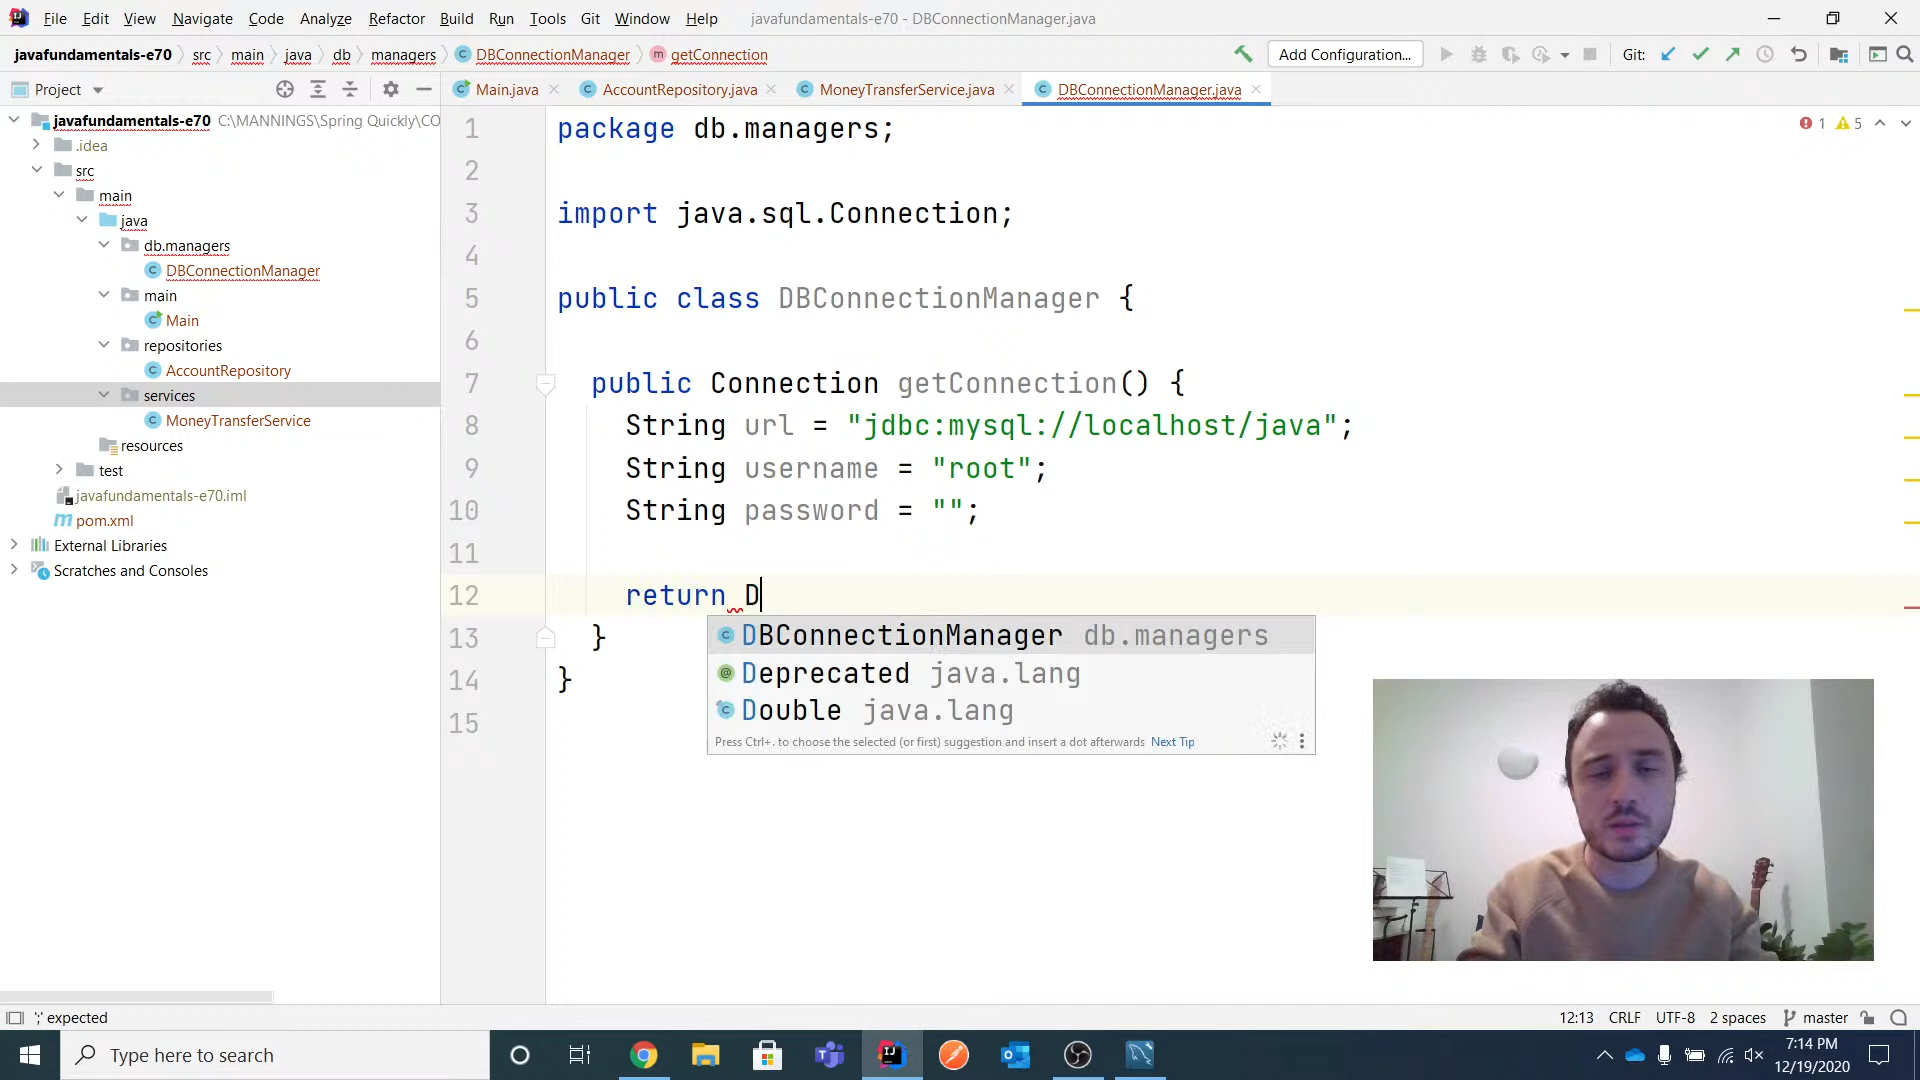 File Edit View Navigate Code Analyze Refactor Build Run Tools Git Window Help javafundamentals-e70 - DBConnectionManager.java
javafundamentals-e70 src main java db managers DBConnectionManager getConnection Add Configuration... Git:
Project
Main.java AccountRepository.java MoneyTransferService.java DBConnectionManager.java
javafundamentals-e70 C:\MANNINGS\Spring Quickly\CO
.idea
src
main
java
db.managers
DBConnectionManager
main
Main
repositories
AccountRepository
services
MoneyTransferService
resources
test
javafundamentals-e70.iml
pom.xml
External Libraries
Scratches and Consoles
1 package db.managers;
1 5
2
3 import java.sql.Connection;
4
5 public class DBConnectionManager {
6
7 public Connection getConnection() {
8 String url = "jdbc:mysql://localhost/java";
9 String username = "root";
10 String password = "";
11
12 return D
13 }
14 }
15
DBConnectionManager db.managers
Deprecated java.lang
Double java.lang
Press Ctrl+. to choose the selected (or first) suggestion and insert a dot afterwards Next Tip
';' expected 12:13 CRLF UTF-8 2 spaces master
Type here to search
7:14 PM
12/19/2020